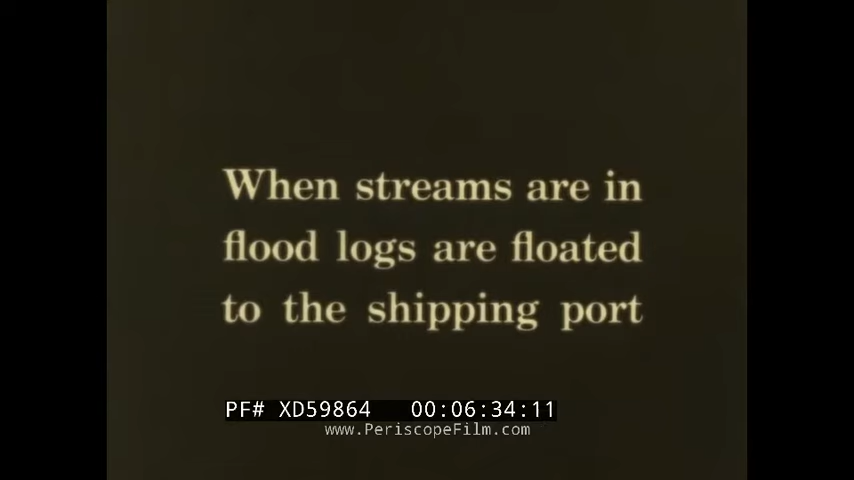 When streams are in
flood logs are floated
to the shipping port
PF# XD59864 00:06:34:11
www.PeriscopeFilm.com